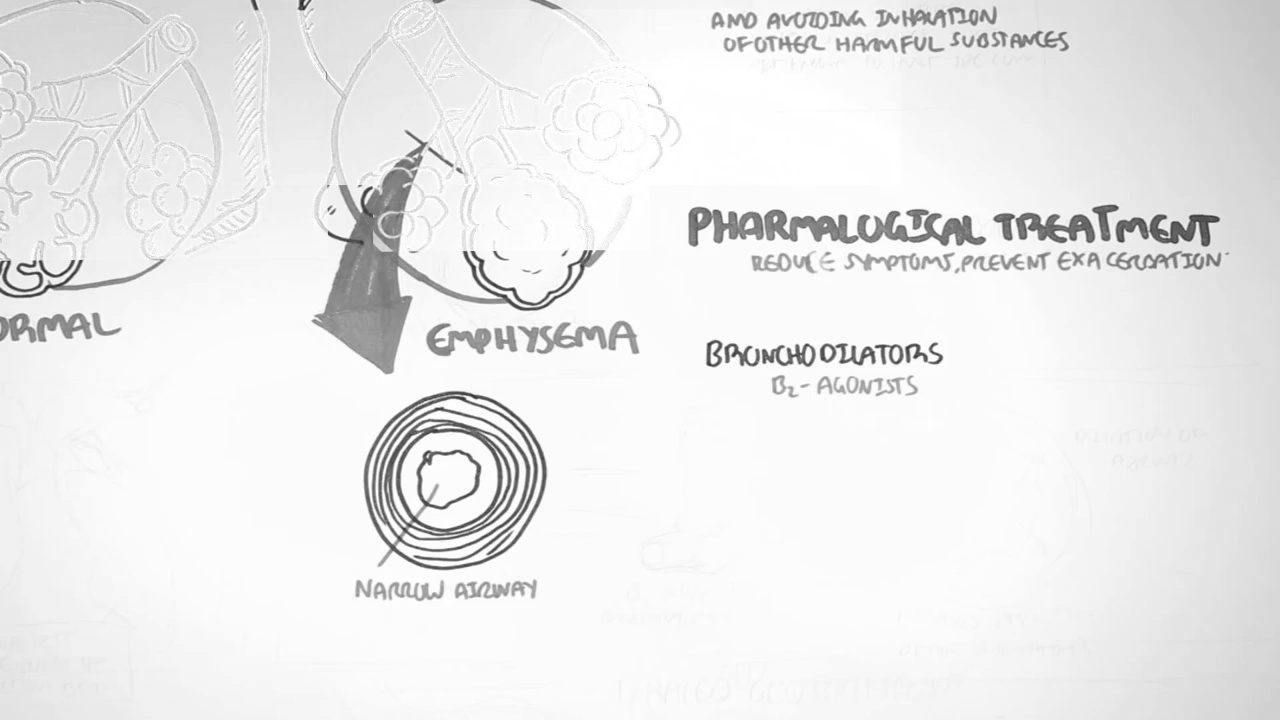 AND AVOIDING INHALATION
OF OTHER HARMFUL SUBSTANCES
PHARMALOGICAL TREATMENT
REDUCE SYMPTOMS, PREVENT EXACERBATION
ORMAL
EMPHYSEMA
BRONCHODILATORS
B2-AGONISTS
NARROW AIRWAY